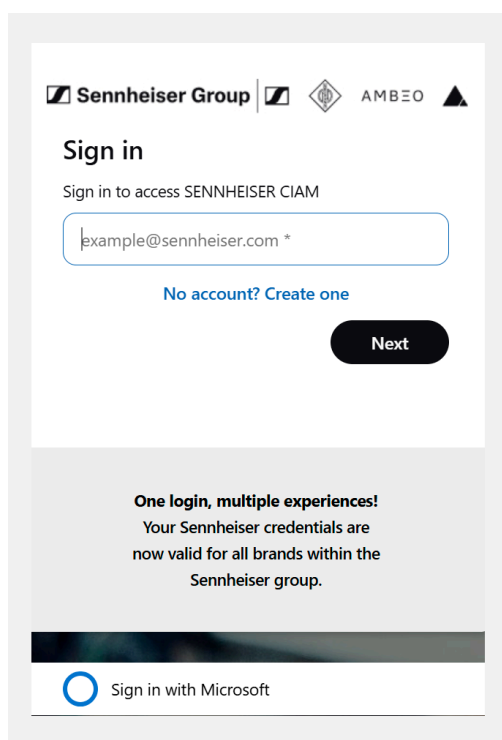 Sennheiser Group
AMBEO
Sign in
Sign in to access SENNHEISER CIAM
example@sennheiser.com *
No account? Create one
Next
One login, multiple experiences!
Your Sennheiser credentials are
now valid for all brands within the
Sennheiser group.
Sign in with Microsoft